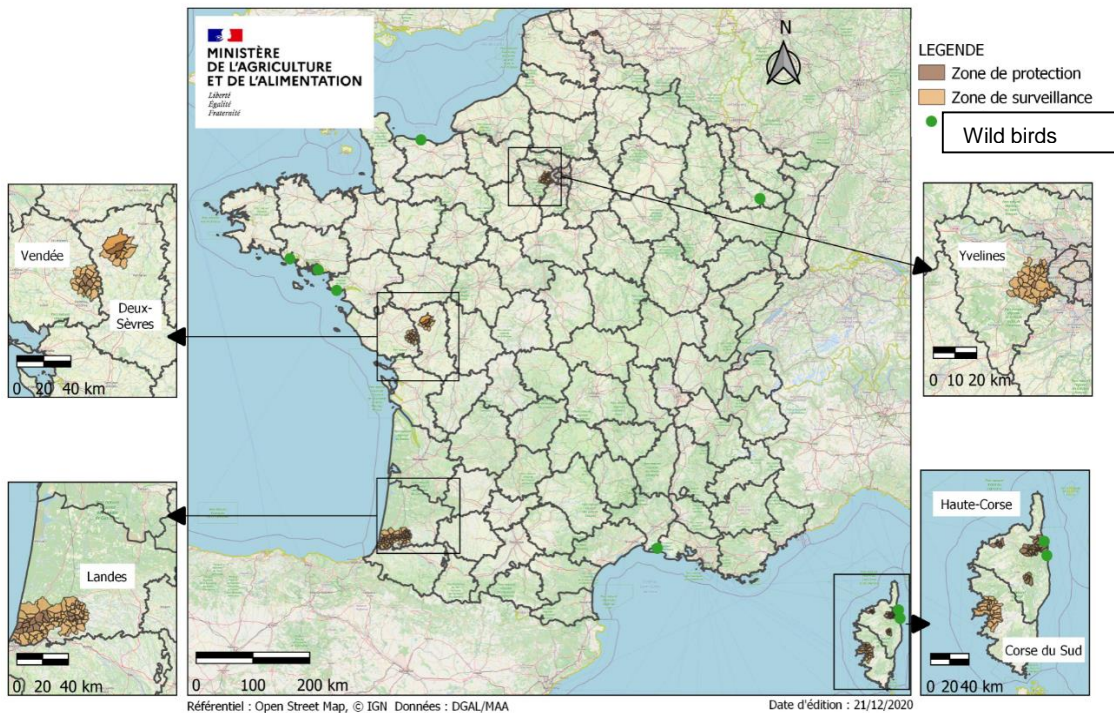 MINISTÈRE
DE L'AGRICULTURE
ET DE L'ALIMENTATION
Liberté
Égalité
Fraternité
N
LEGENDE
Zone de protection
Zone de surveillance
Wild birds
Vendée
Deux-
Sèvres
0 20 40 km
Yvelines
0 10 20 km
Landes
0 20 40 km
Haute-Corse
Corse du Sud
0 20 40 km
0 100 200 km
Référentiel : Open Street Map, © IGN Données : DGAL/MAA
Date d'édition : 21/12/2020